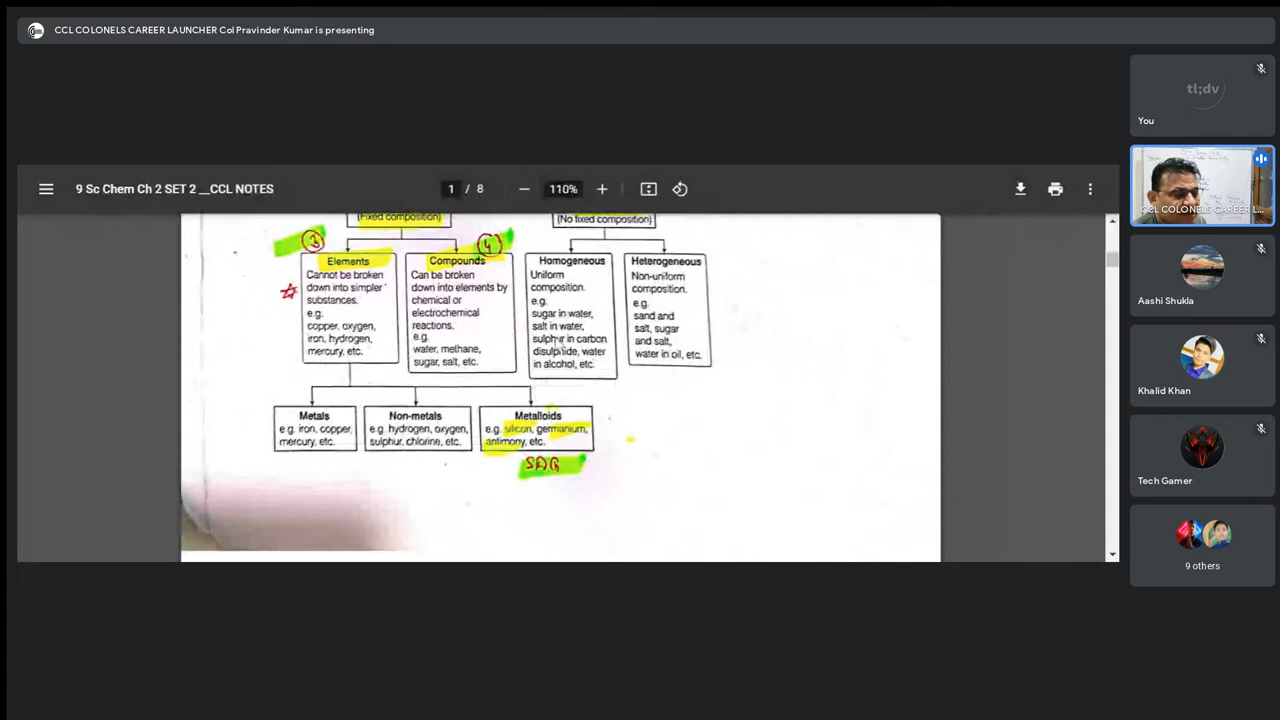 CCL COLONELS CAREER LAUNCHER Col Pravinder Kumar is presenting
9 Sc Chem Ch 2 SET 2 __CCL NOTES
1 / 8
110%
(Fixed composition)
(No fixed composition)
3
4
Elements
Cannot be broken
down into simpler
substances.
e.g.
copper, oxygen,
iron, hydrogen,
mercury, etc.
Compounds
Can be broken
down into elements by
chemical or
electrochemical
reactions.
e.g.
water, methane,
sugar, salt, etc.
Homogeneous
Uniform
composition.
e.g.
sugar in water,
salt in water,
sulphur in carbon
disulphide, water
in alcohol, etc.
Heterogeneous
Non-uniform
composition.
e.g.
sand and
salt, sugar
and salt,
water in oil, etc.
Metals
e.g. iron, copper,
mercury, etc.
Non-metals
e.g. hydrogen, oxygen,
sulphur, chlorine, etc.
Metalloids
e.g. silicon, germanium,
antimony, etc.
SAG
tl;dv
You
CCL COLONELS CAREER L...
Aashi Shukla
Khalid Khan
Tech Gamer
9 others